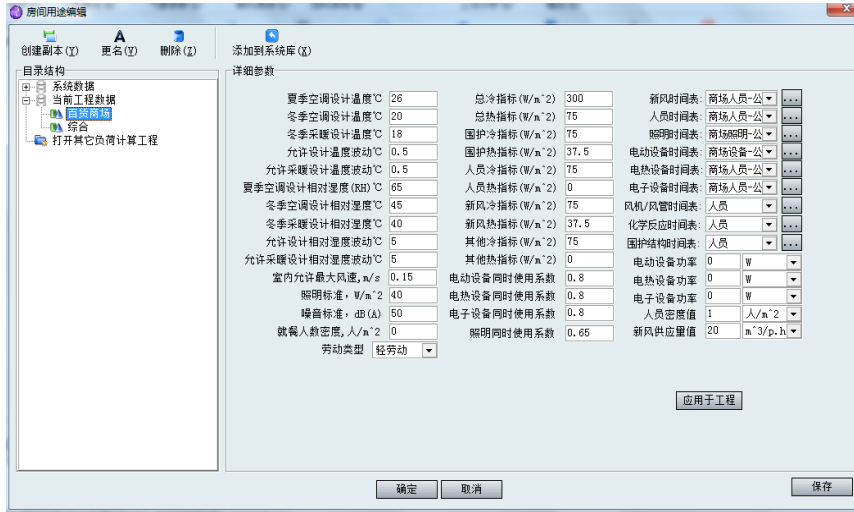 房间用途编辑
创建副本(Y) 更名(Y) 删除(Z) 添加到系统库(X)
目录结构
系统数据
当前工程数据
百货商场
综合
打开其它负荷计算工程
详细参数
夏季空调设计温度℃ 26 总冷指标(W/m^2) 300 新风时间表: 商场人员-公 ...
冬季空调设计温度℃ 20 总热指标(W/m^2) 75 人员时间表: 商场人员-公 ...
冬季采暖设计温度℃ 18 围护冷指标(W/m^2) 75 照明时间表: 商场照明-公 ...
允许设计温度波动℃ 0.5 围护热指标(W/m^2) 37.5 电动设备时间表: 商场设备-公 ...
允许采暖设计温度波动℃ 0.5 人员冷指标(W/m^2) 75 电热设备时间表: 商场人员-公 ...
夏季空调设计相对湿度(RH)℃ 65 人员热指标(W/m^2) 0 电子设备时间表: 商场人员-公 ...
冬季空调设计相对湿度℃ 45 新风冷指标(W/m^2) 75 风机/风管时间表: 人员 ...
冬季采暖设计相对湿度℃ 40 新风热指标(W/m^2) 37.5 化学反应时间表: 人员 ...
允许设计相对湿度波动℃ 5 其他冷指标(W/m^2) 75 围护结构时间表: 人员 ...
允许采暖设计相对湿度波动℃ 5 其他热指标(W/m^2) 0 电动设备功率 0 W
室内允许最大风速,m/s 0.15 电动设备同时使用系数 0.8 电热设备功率 0 W
照明标准, W/m^2 40 电热设备同时使用系数 0.8 电子设备功率 0 W
噪音标准, dB(A) 50 电子设备同时使用系数 0.8 人员密度值 1 人/m^2
就餐人数密度,人/m^2 0 照明同时使用系数 0.65 新风供应量值 20 m^3/p.h
劳动类型 轻劳动
应用于工程
确定 取消 保存